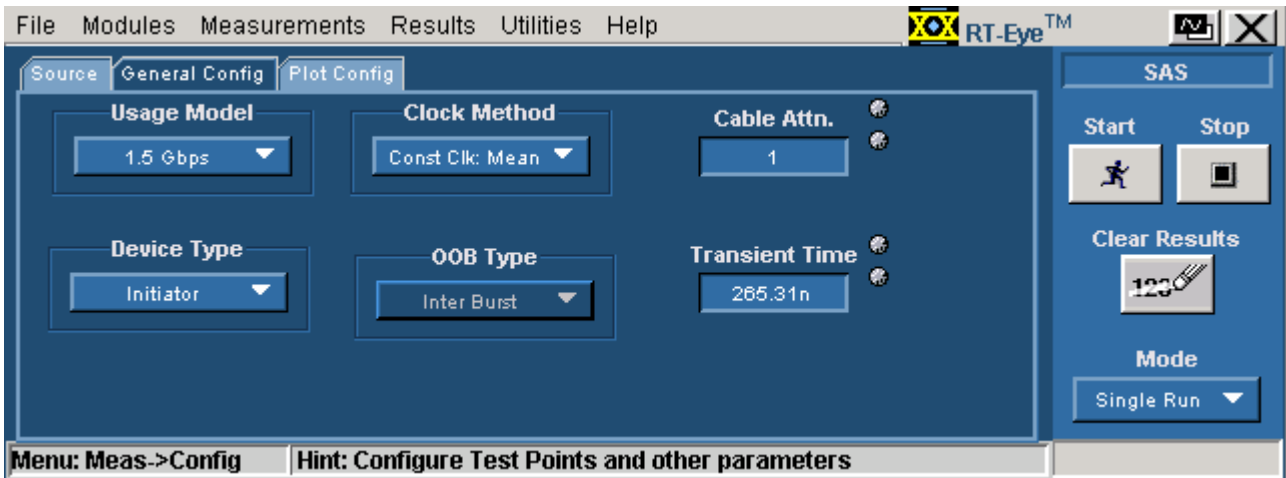 File Modules Measurements Results Utilities Help RT-Eye™
Source General Config Plot Config SAS
Usage Model Clock Method Cable Attn.
1.5 Gbps Const Clk: Mean 1
Start Stop
Device Type OOB Type Transient Time
Initiator Inter Burst 265.31n
Clear Results
123
Mode
Single Run
Menu: Meas->Config Hint: Configure Test Points and other parameters